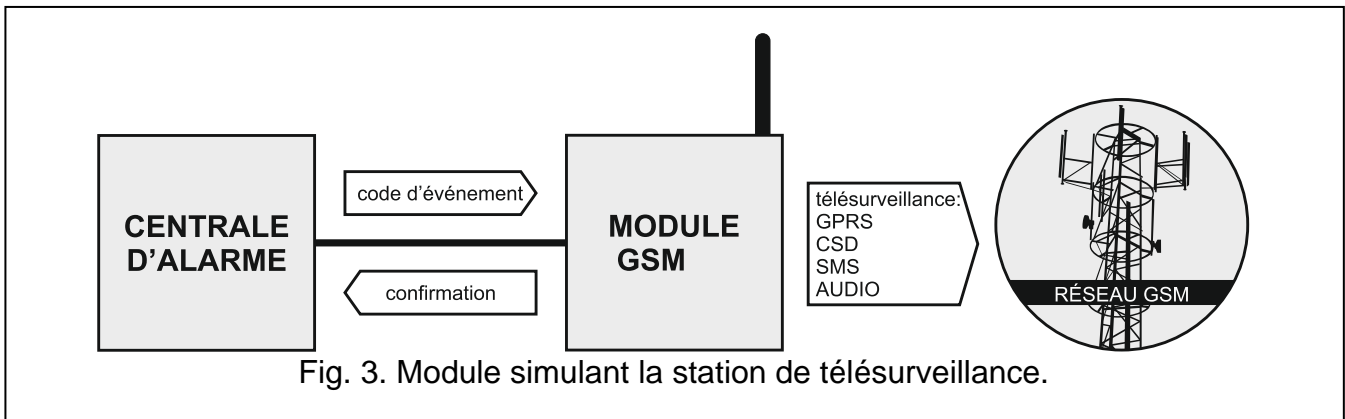 CENTRALE
D'ALARME
code d'événement
confirmation
MODULE
GSM
télésurveillance:
GPRS
CSD
SMS
AUDIO
RÉSEAU GSM
Fig. 3. Module simulant la station de télésurveillance.